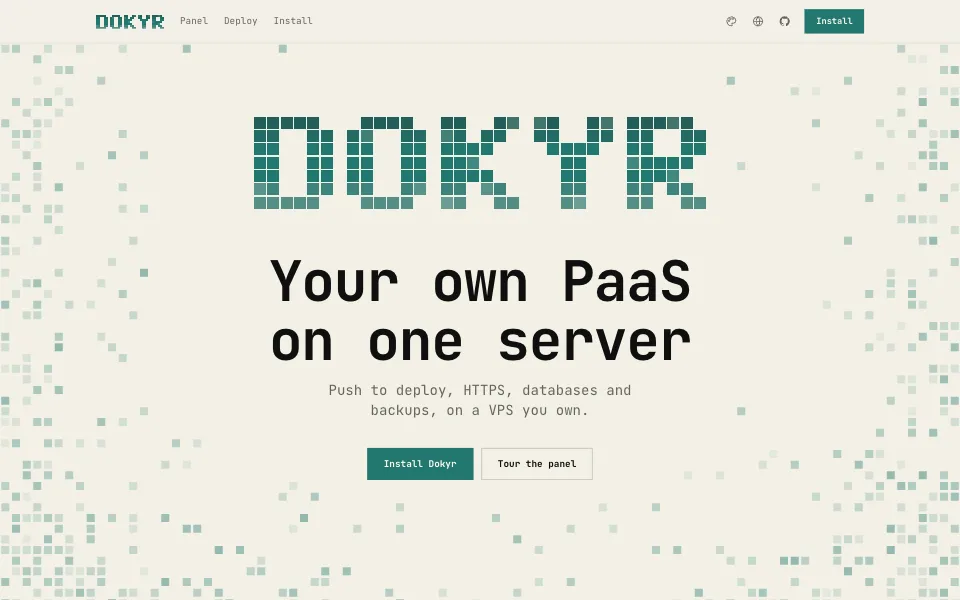 DOKYR Panel Deploy Install Install
DOKYR
Your own PaaS
on one server
Push to deploy, HTTPS, databases and
backups, on a VPS you own.
Install Dokyr Tour the panel